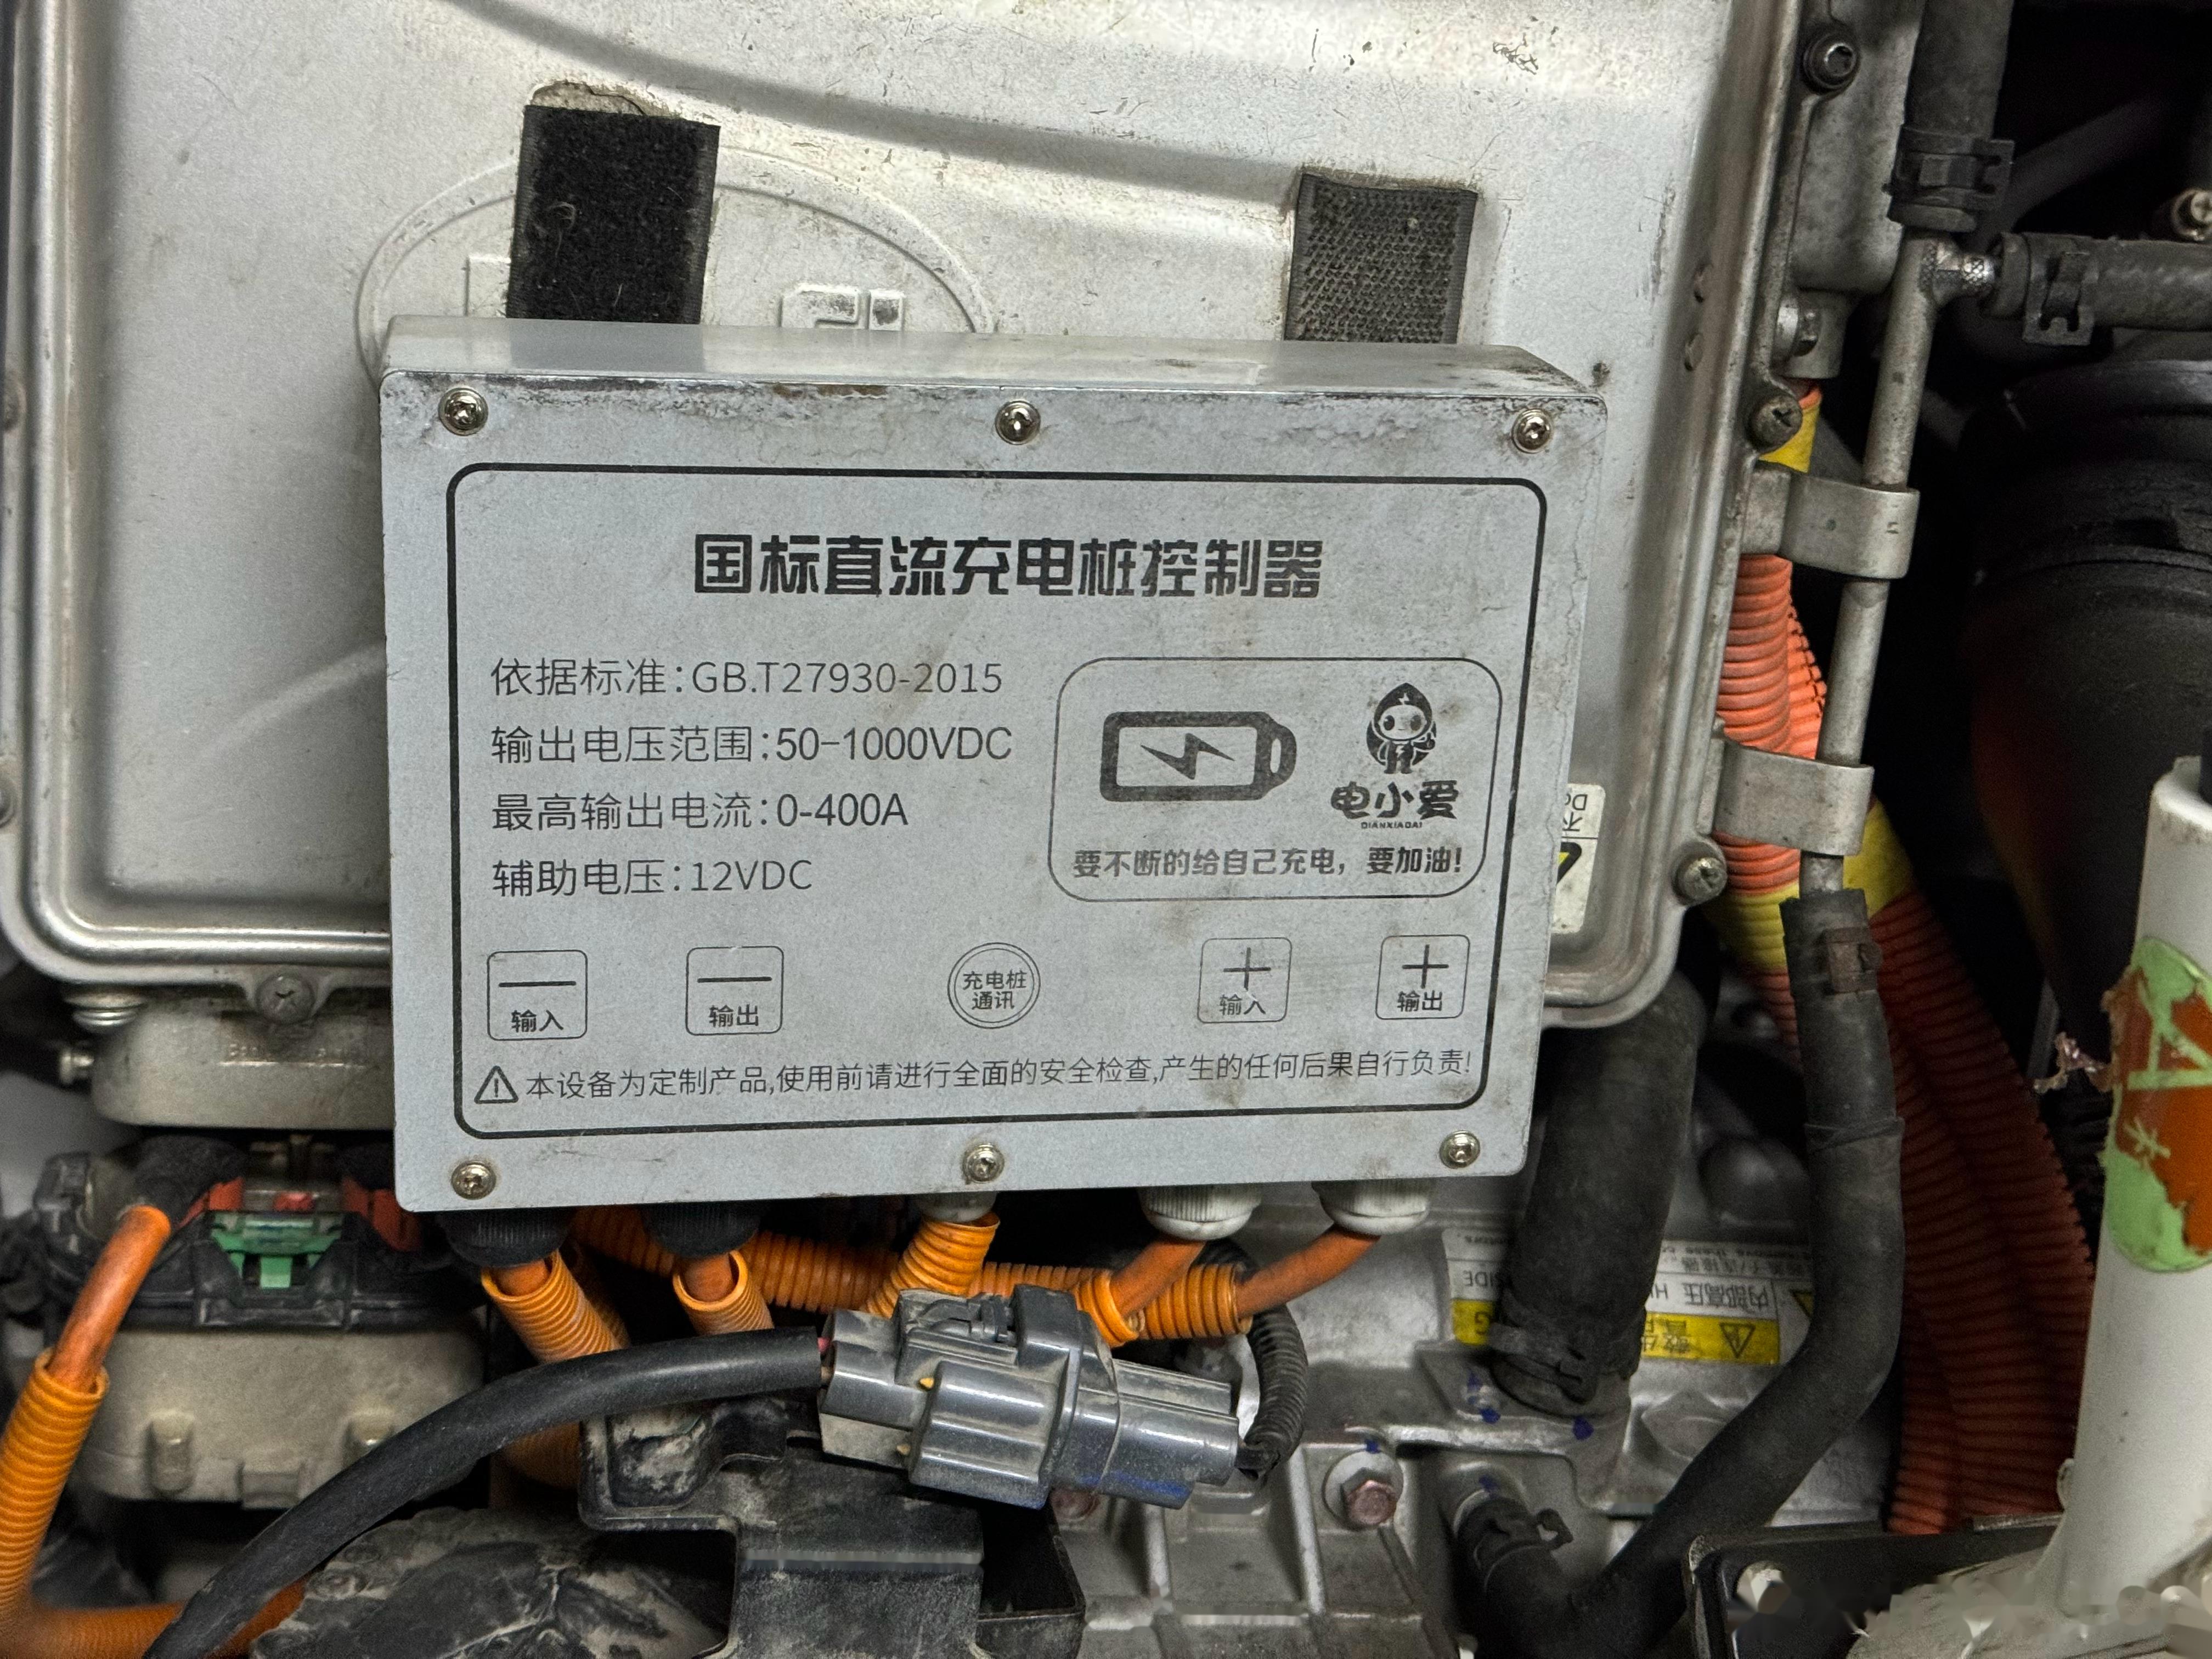 国标直流充电桩控制器
依据标准:GB.T27930-2015
输出电压范围:50-1000VDC
最高输出电流:0-400A
辅助电压:12VDC
电小爱
DIANXIAOAI
要不断的给自己充电，要加油!
— 输入
— 输出
充电桩
通讯
+ 输入
+ 输出
本设备为定制产品,使用前请进行全面的安全检查,产生的任何后果自行负责!
内部高压